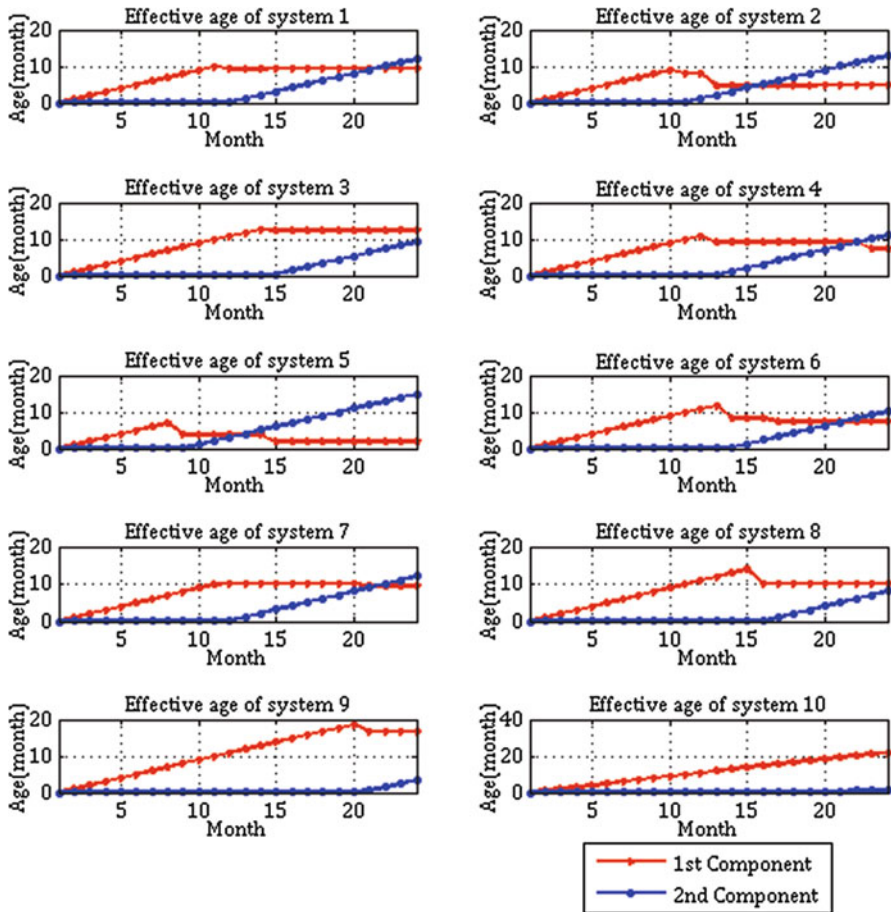 Effective age of system 1
Effective age of system 2
20
10
0
Age(month)
5 10 15 20
Month
20
10
0
Age(month)
5 10 15 20
Month
Effective age of system 3
Effective age of system 4
20
10
0
Age(month)
5 10 15 20
Month
20
10
0
Age(month)
5 10 15 20
Month
Effective age of system 5
Effective age of system 6
20
10
0
Age(month)
5 10 15 20
Month
20
10
0
Age(month)
5 10 15 20
Month
Effective age of system 7
Effective age of system 8
20
10
0
Age(month)
5 10 15 20
Month
20
10
0
Age(month)
5 10 15 20
Month
Effective age of system 9
Effective age of system 10
20
10
0
Age(month)
5 10 15 20
Month
40
20
0
Age(month)
5 10 15 20
Month
1st Component
2nd Component